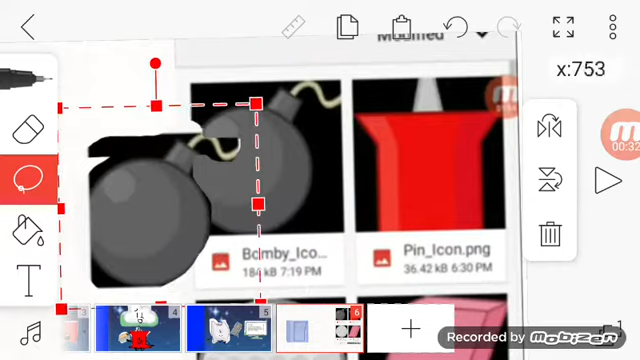 Modified
x:753
00:32
Bomby_Ico...
184 kB 7:19 PM
Pin_Icon.png
36.42 kB 6:30 PM
T
3
4
5
6
Recorded by mobizen